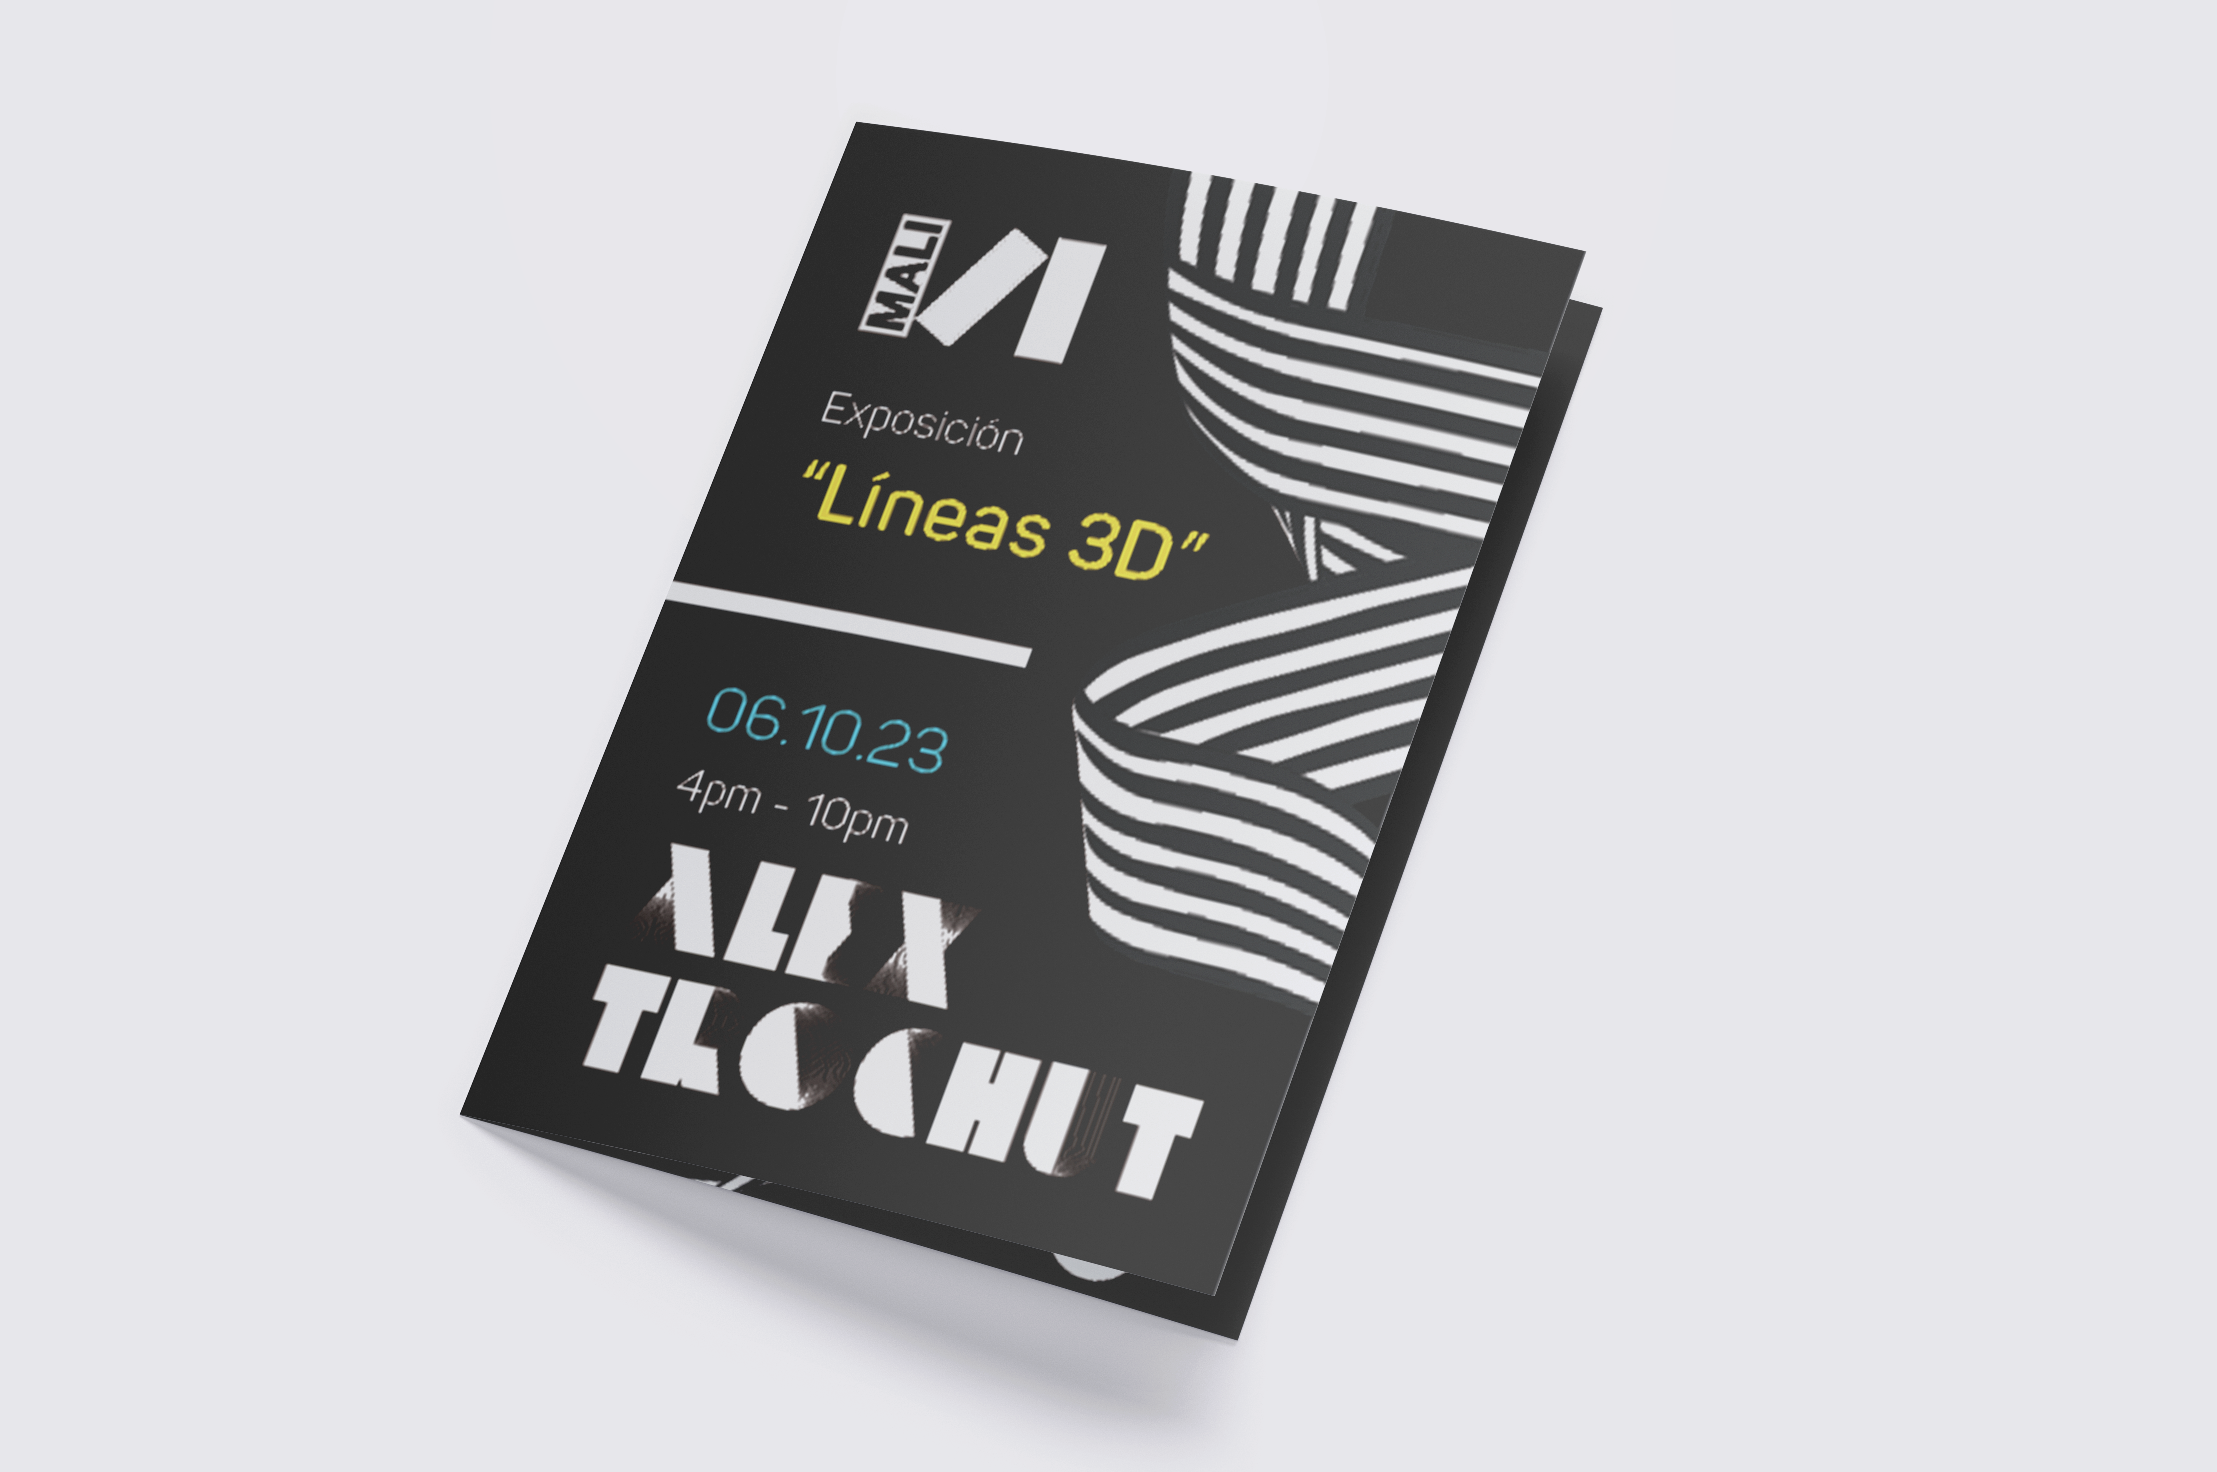 MALI
Exposición
“Líneas 3D”
06.10.23
4pm - 10pm
ALEX
TROCHUT